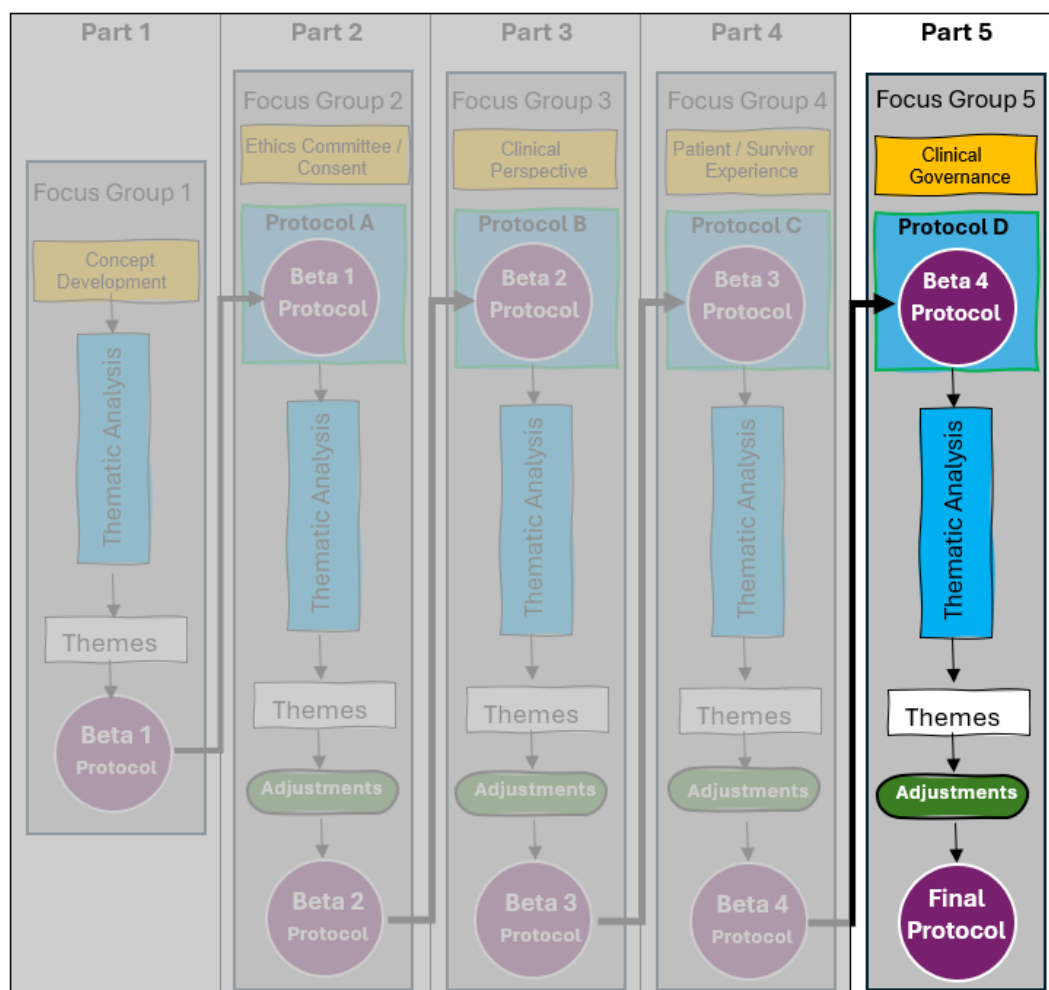 Part 1
Focus Group 1
Concept
Development
Thematic Analysis
Themes
Beta 1
Protocol
Part 2
Focus Group 2
Ethics Committee /
Consent
Protocol A
Beta 1
Protocol
Thematic Analysis
Themes
Adjustments
Beta 2
Protocol
Part 3
Focus Group 3
Clinical
Perspective
Protocol B
Beta 2
Protocol
Thematic Analysis
Themes
Adjustments
Beta 3
Protocol
Part 4
Focus Group 4
Patient / Survivor
Experience
Protocol C
Beta 3
Protocol
Thematic Analysis
Themes
Adjustments
Beta 4
Protocol
Part 5
Focus Group 5
Clinical
Governance
Protocol D
Beta 4
Protocol
Thematic Analysis
Themes
Adjustments
Final
Protocol